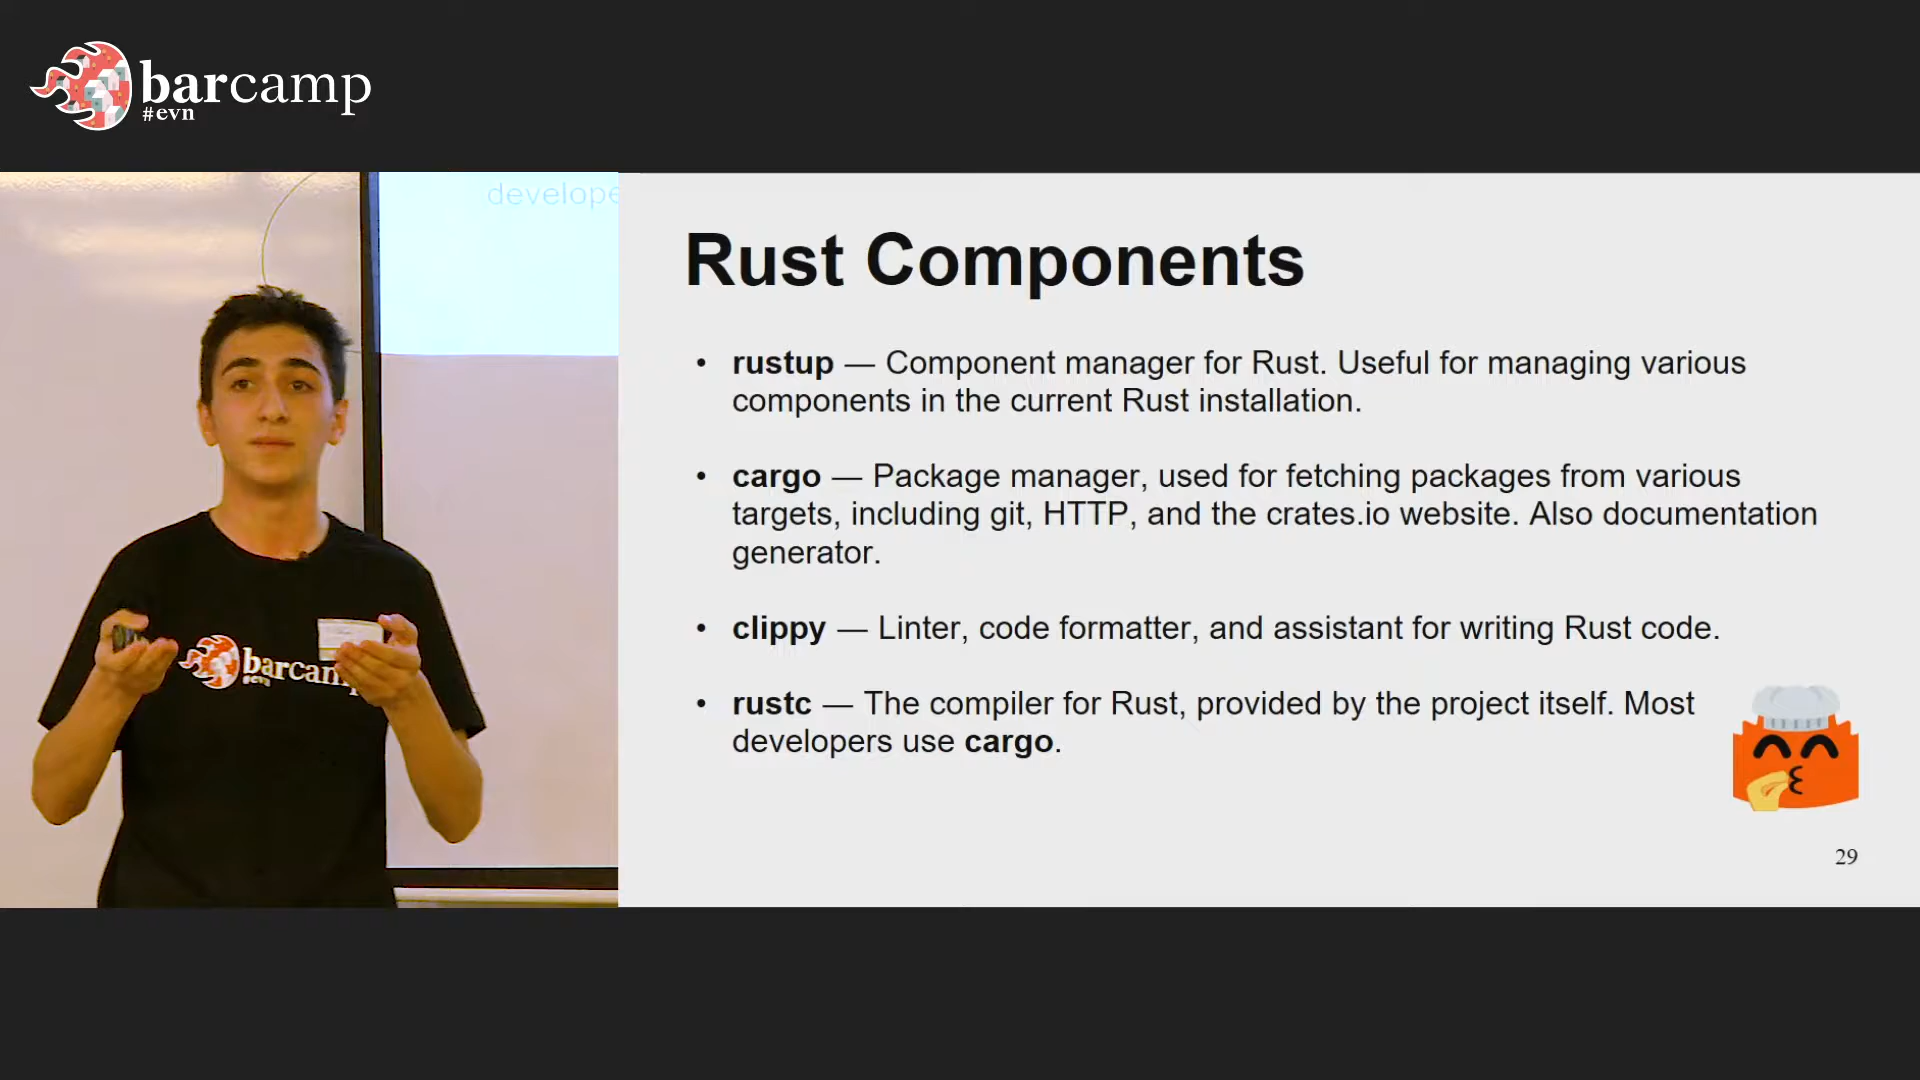 barcamp
#evn
develope
Rust Components
• rustup — Component manager for Rust. Useful for managing various
components in the current Rust installation.
• cargo — Package manager, used for fetching packages from various
targets, including git, HTTP, and the crates.io website. Also documentation
generator.
• clippy — Linter, code formatter, and assistant for writing Rust code.
• rustc — The compiler for Rust, provided by the project itself. Most
developers use cargo.
29
barcamp
#evn